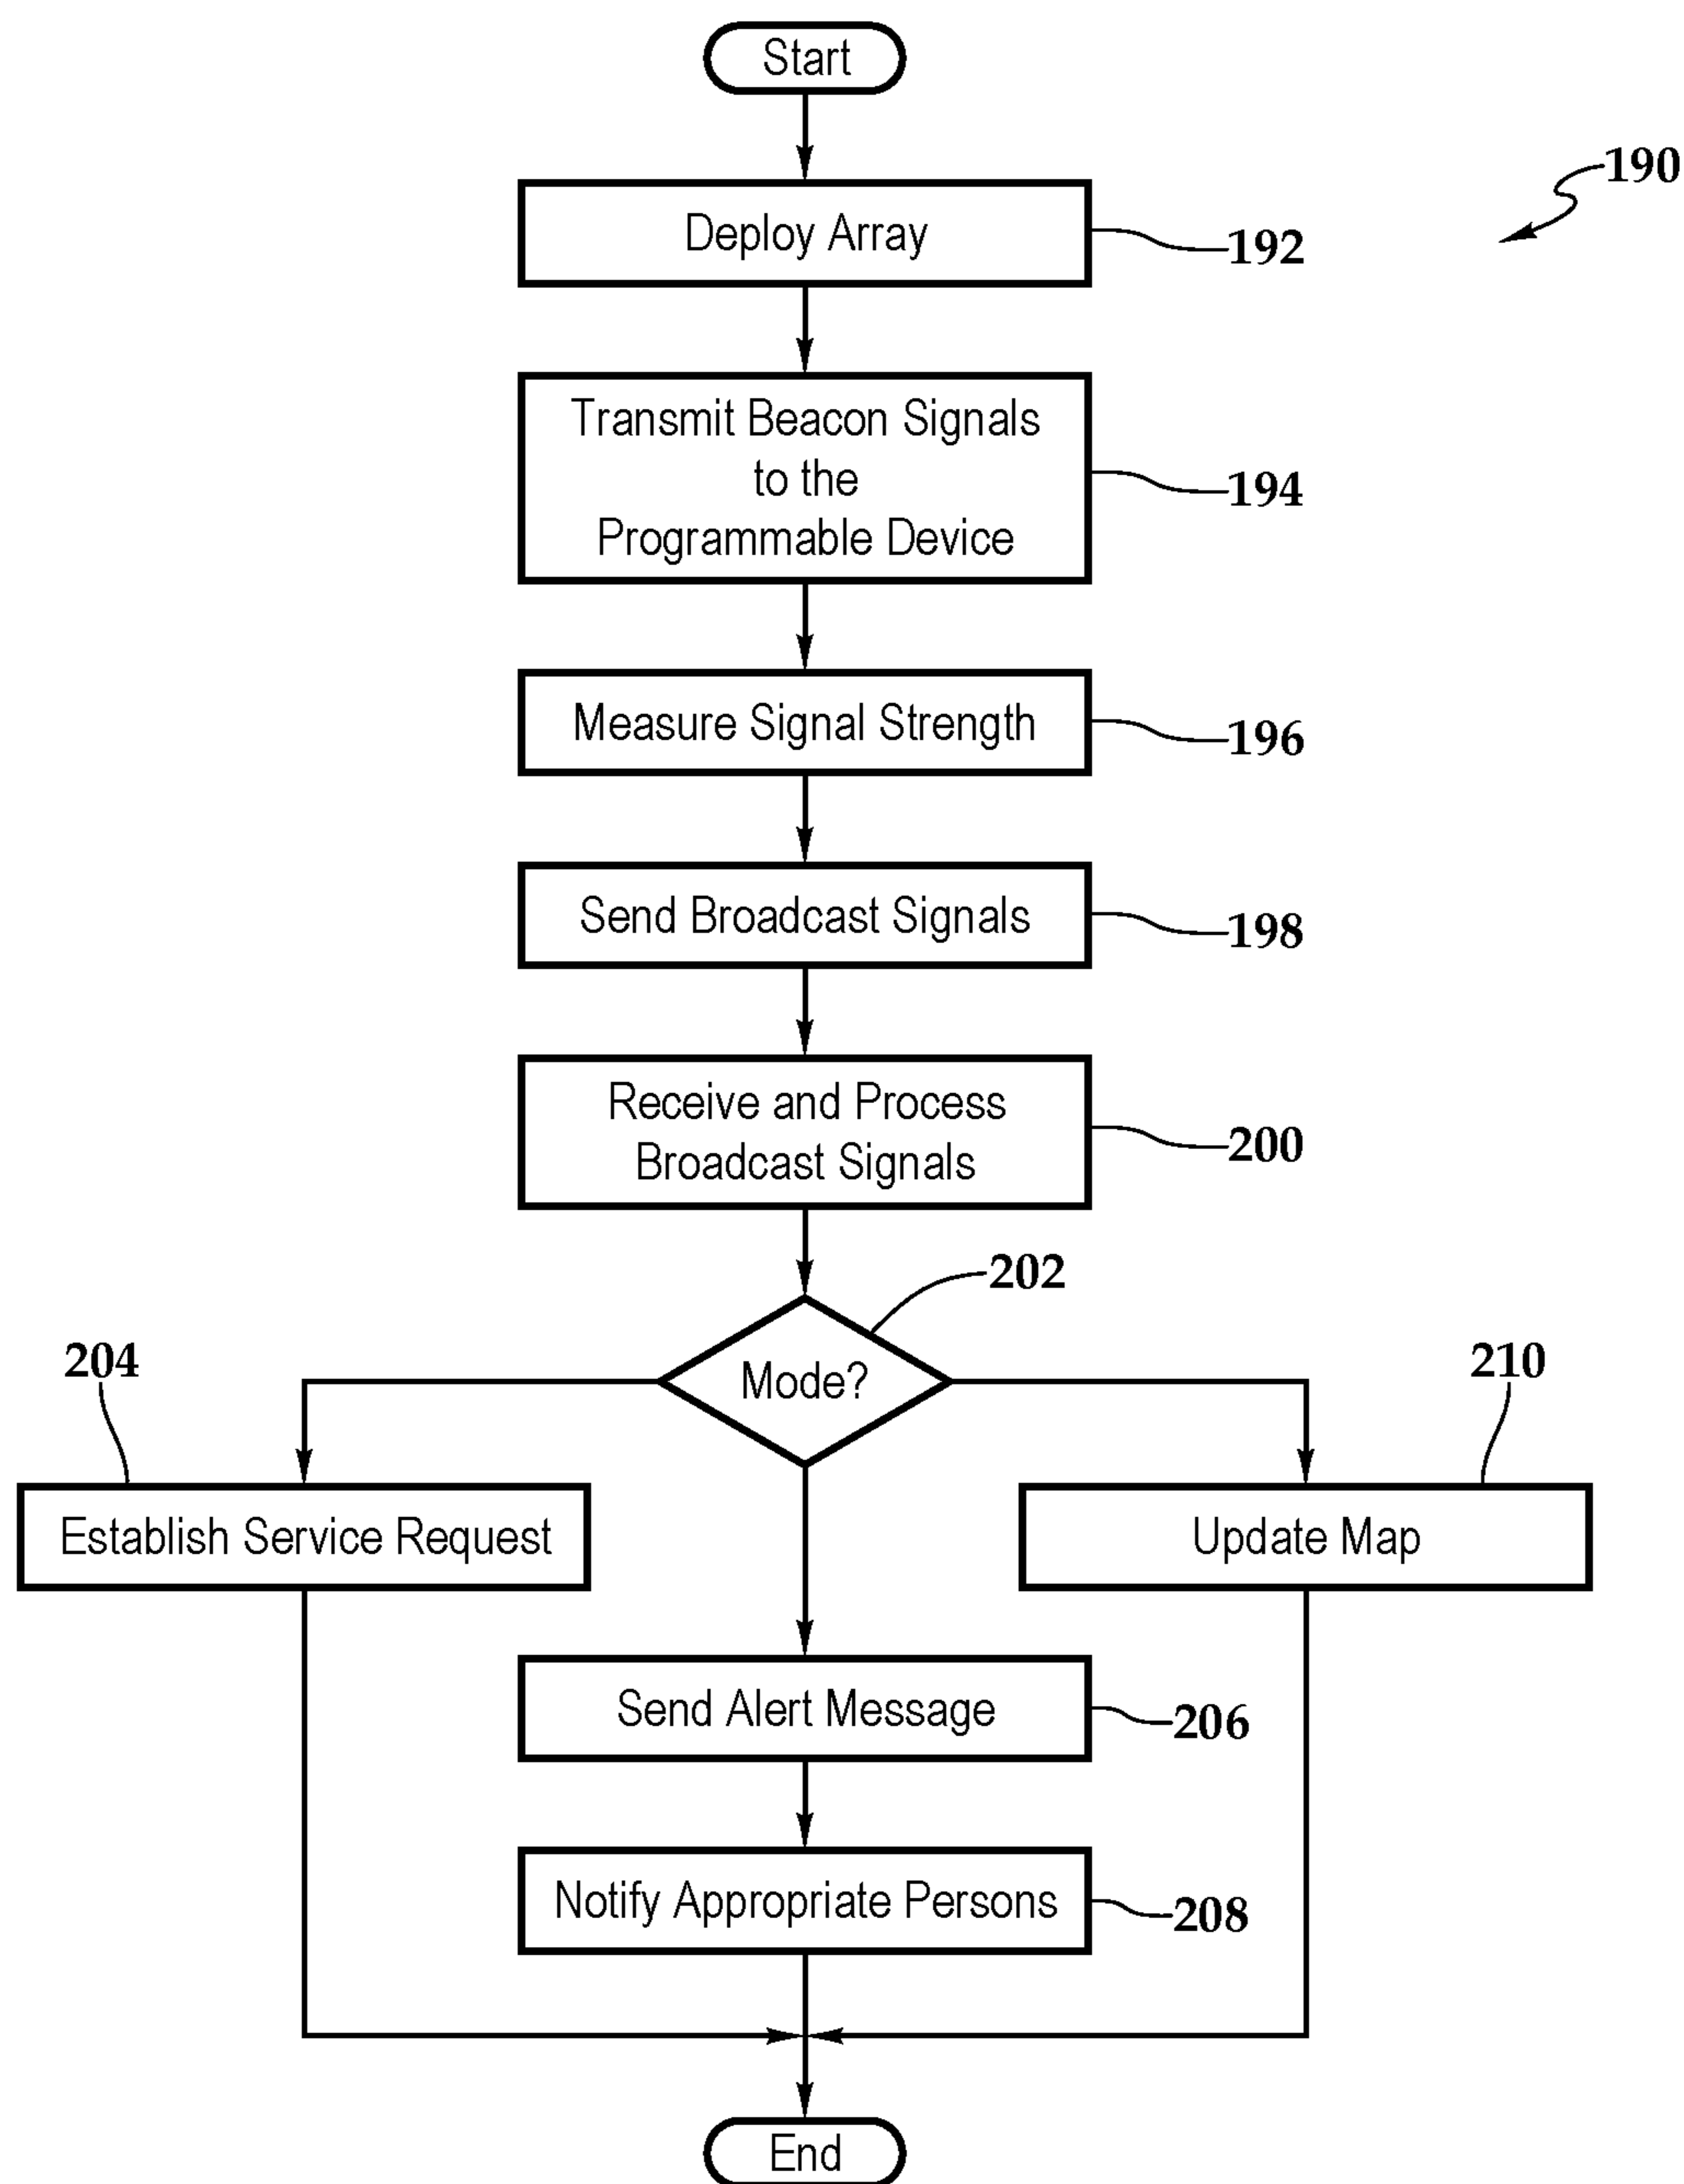 Start
190
Deploy Array
192
Transmit Beacon Signals
to the
Programmable Device
194
Measure Signal Strength
196
Send Broadcast Signals
198
Receive and Process
Broadcast Signals
200
202
Mode?
204
210
Establish Service Request
Update Map
Send Alert Message
206
Notify Appropriate Persons
208
End